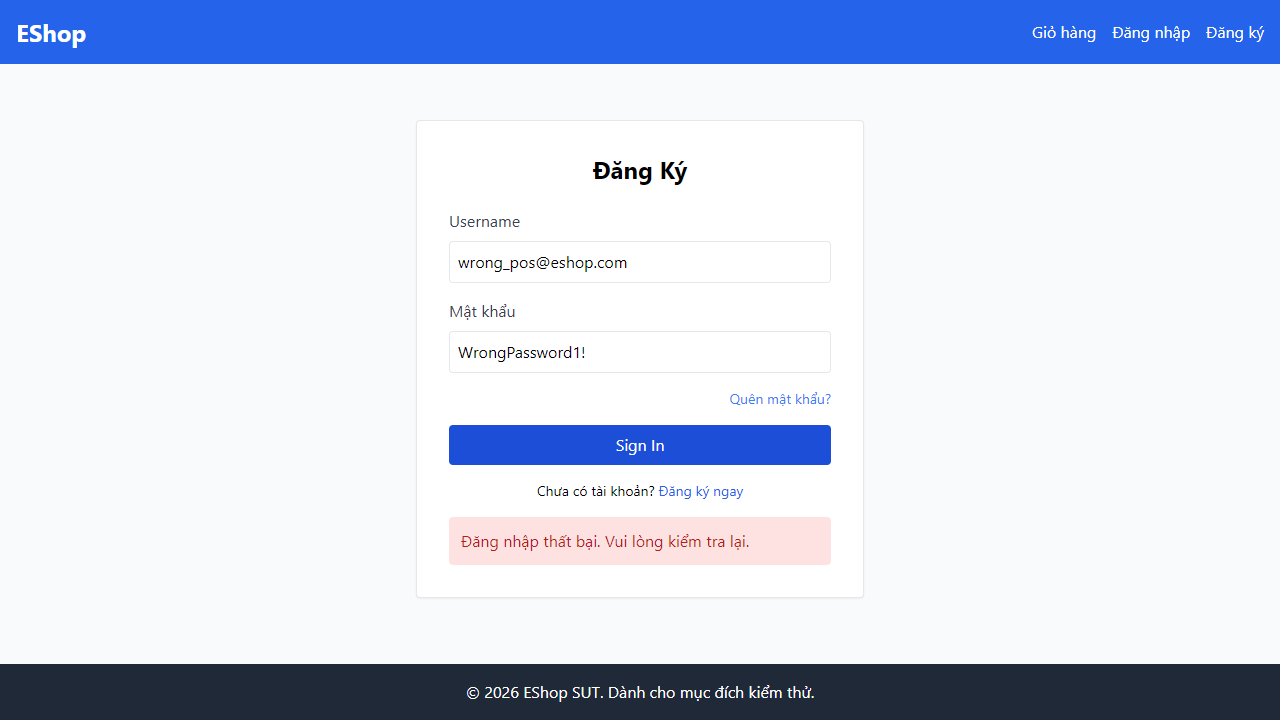 EShop
Giỏ hàng Đăng nhập Đăng ký
Đăng Ký
Username
wrong_pos@eshop.com
Mật khẩu
WrongPassword1!
Quên mật khẩu?
Sign In
Chưa có tài khoản? Đăng ký ngay
Đăng nhập thất bại. Vui lòng kiểm tra lại.
© 2026 EShop SUT. Dành cho mục đích kiểm thử.